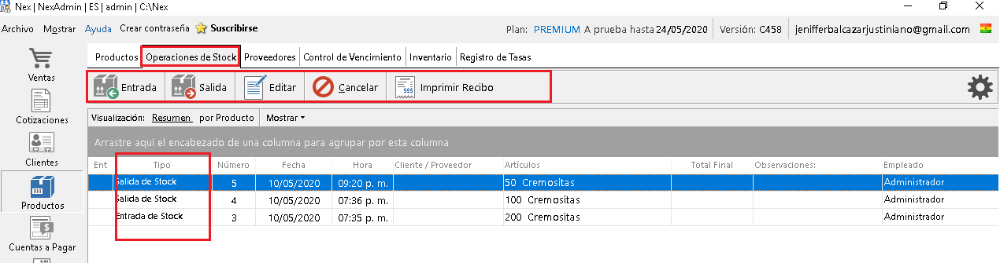 Nex | NexAdmin | ES | admin | C:\Nex
Archivo Mostrar Ayuda Crear contraseña Suscribirse Plan: PREMIUM A prueba hasta 24/05/2020 Versión: C458 jenifferbalcazarjustiniano@gmail.com
Ventas
Cotizaciones
Clientes
Productos
Cuentas a Pagar
Productos Operaciones de Stock Proveedores Control de Vencimiento Inventario Registro de Tasas
Entrada Salida Editar Cancelar $$$ Imprimir Recibo
Visualización: Resumen por Producto Mostrar
Arrastre aquí el encabezado de una columna para agrupar por esta columna
Ent Tipo Número Fecha Hora Cliente / Proveedor Artículos Total Final Observaciones: Empleado
Salida de Stock 5 10/05/2020 09:20 p. m. 50 Cremositas Administrador
Salida de Stock 4 10/05/2020 07:36 p. m. 100 Cremositas Administrador
Entrada de Stock 3 10/05/2020 07:35 p. m. 200 Cremositas Administrador